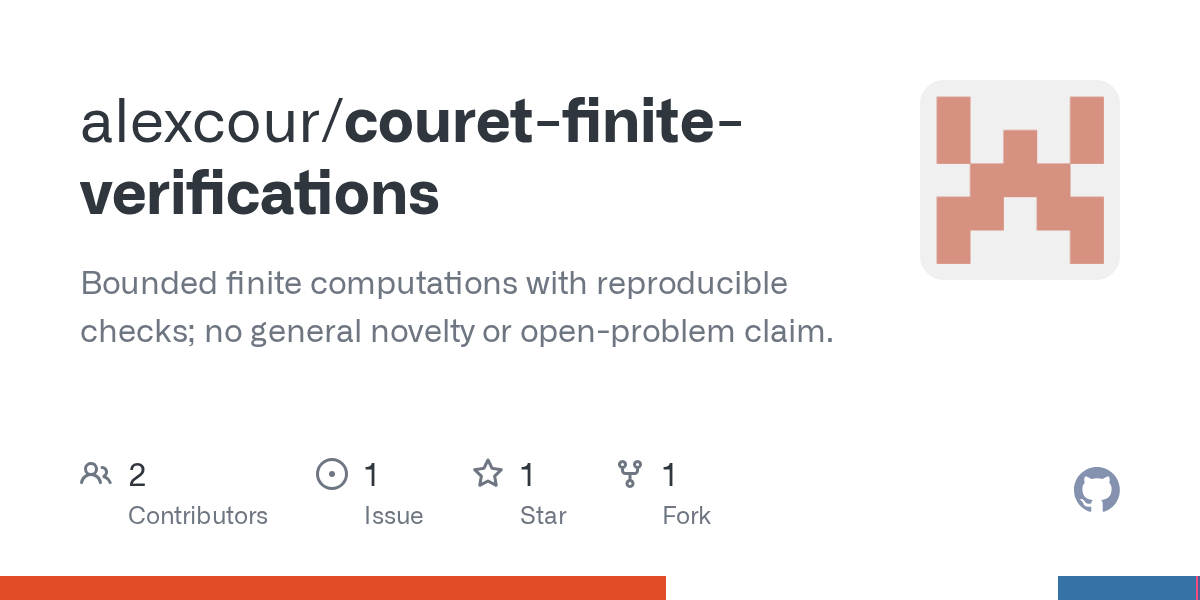 alexcour/couret-finite-
verifications
Bounded finite computations with reproducible
checks; no general novelty or open-problem claim.
2 1 1 1
Contributors Issue Star Fork